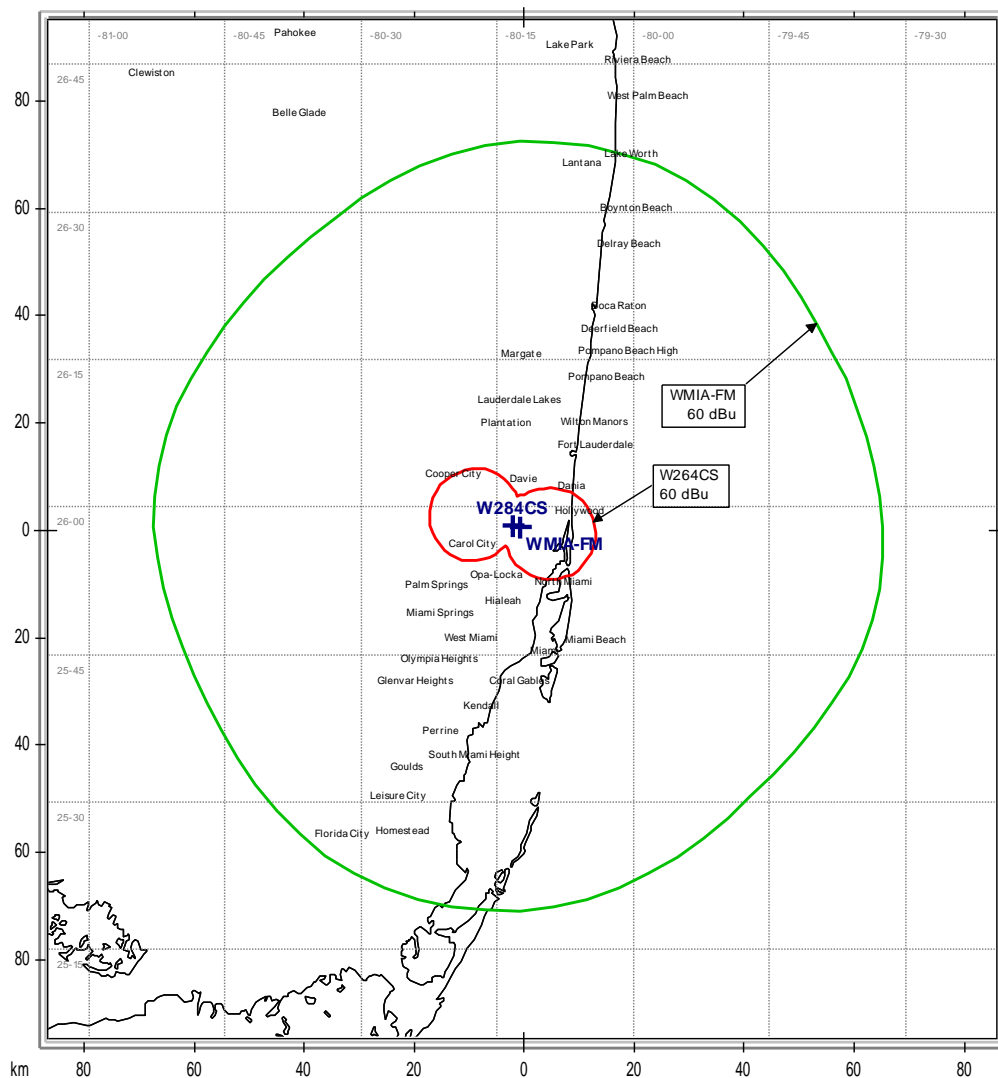 -81-00
-80-45
Pahokee
-80-30
-80-15
Lake Park
-80-00
-79-45
-79-30
Riviera Beach
26-45
Clewiston
80
West Palm Beach
Belle Glade
Lake Worth
Lantana
60
Boynton Beach
26-30
Delray Beach
40
Boca Raton
Deerfield Beach
Margate
Pompano Beach High
26-15
Pompano Beach
WMIA-FM
60 dBu
Lauderdale Lakes
20
Plantation
Wilton Manors
Fort Lauderdale
Cooper City
Davie
Dania
W264CS
60 dBu
W284CS
Hollywood
26-00
0
Carol City
WMIA-FM
Opa-Locka
North Miami
Palm Springs
Hialeah
Miami Springs
20
West Miami
Miami Beach
Miami
Olympia Heights
25-45
Glenvar Heights
Coral Gables
Kendall
Perrine
40
South Miami Height
Goulds
Leisure City
25-30
Florida City
Homestead
60
80
25-15
km
80
60
40
20
0
20
40
60
80